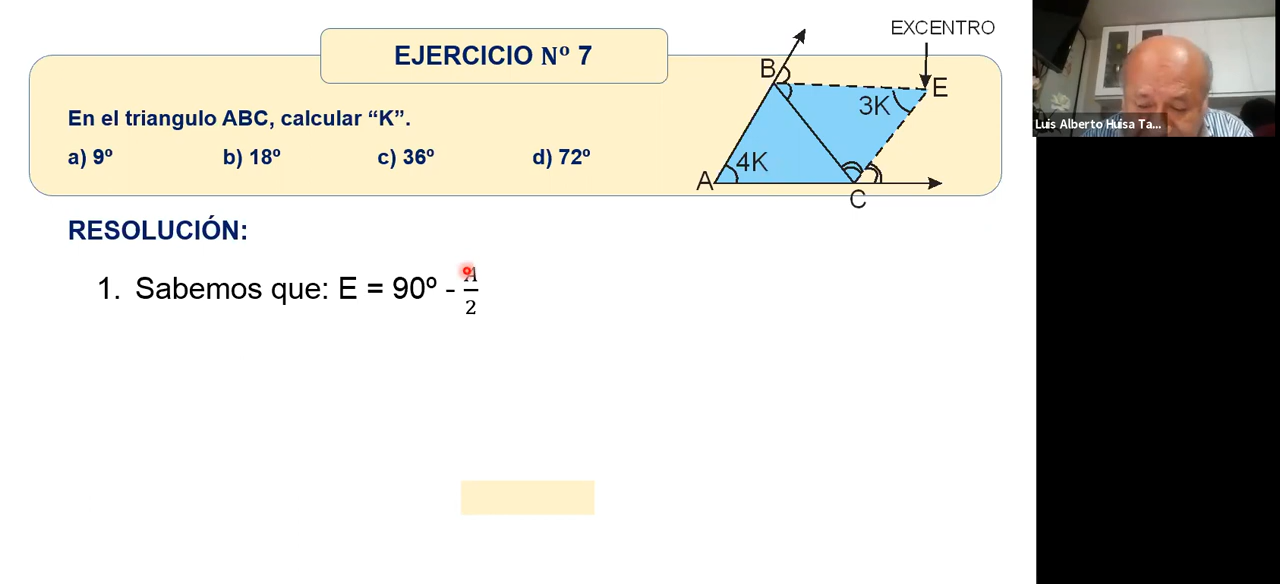 EJERCICIO Nº 7
En el triangulo ABC, calcular “K”.
a) 9º b) 18º c) 36º d) 72º
EXCENTRO
B
E
3K
4K
A
C
Luis Alberto Huisa Ta...
RESOLUCIÓN:
1. Sabemos que: E = 90º - A/2